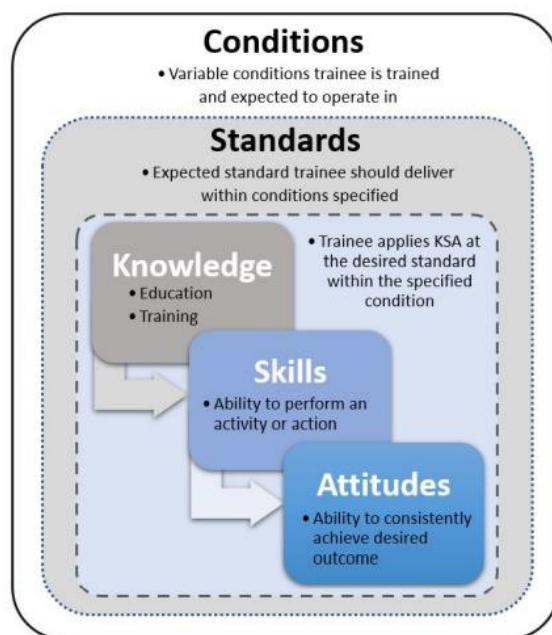 Conditions
• Variable conditions trainee is trained
and expected to operate in
Standards
• Expected standard trainee should deliver
within conditions specified
• Trainee applies KSA at
the desired standard
within the specified
condition
Knowledge
• Education
• Training
Skills
• Ability to perform an
activity or action
Attitudes
• Ability to consistently
achieve desired
outcome